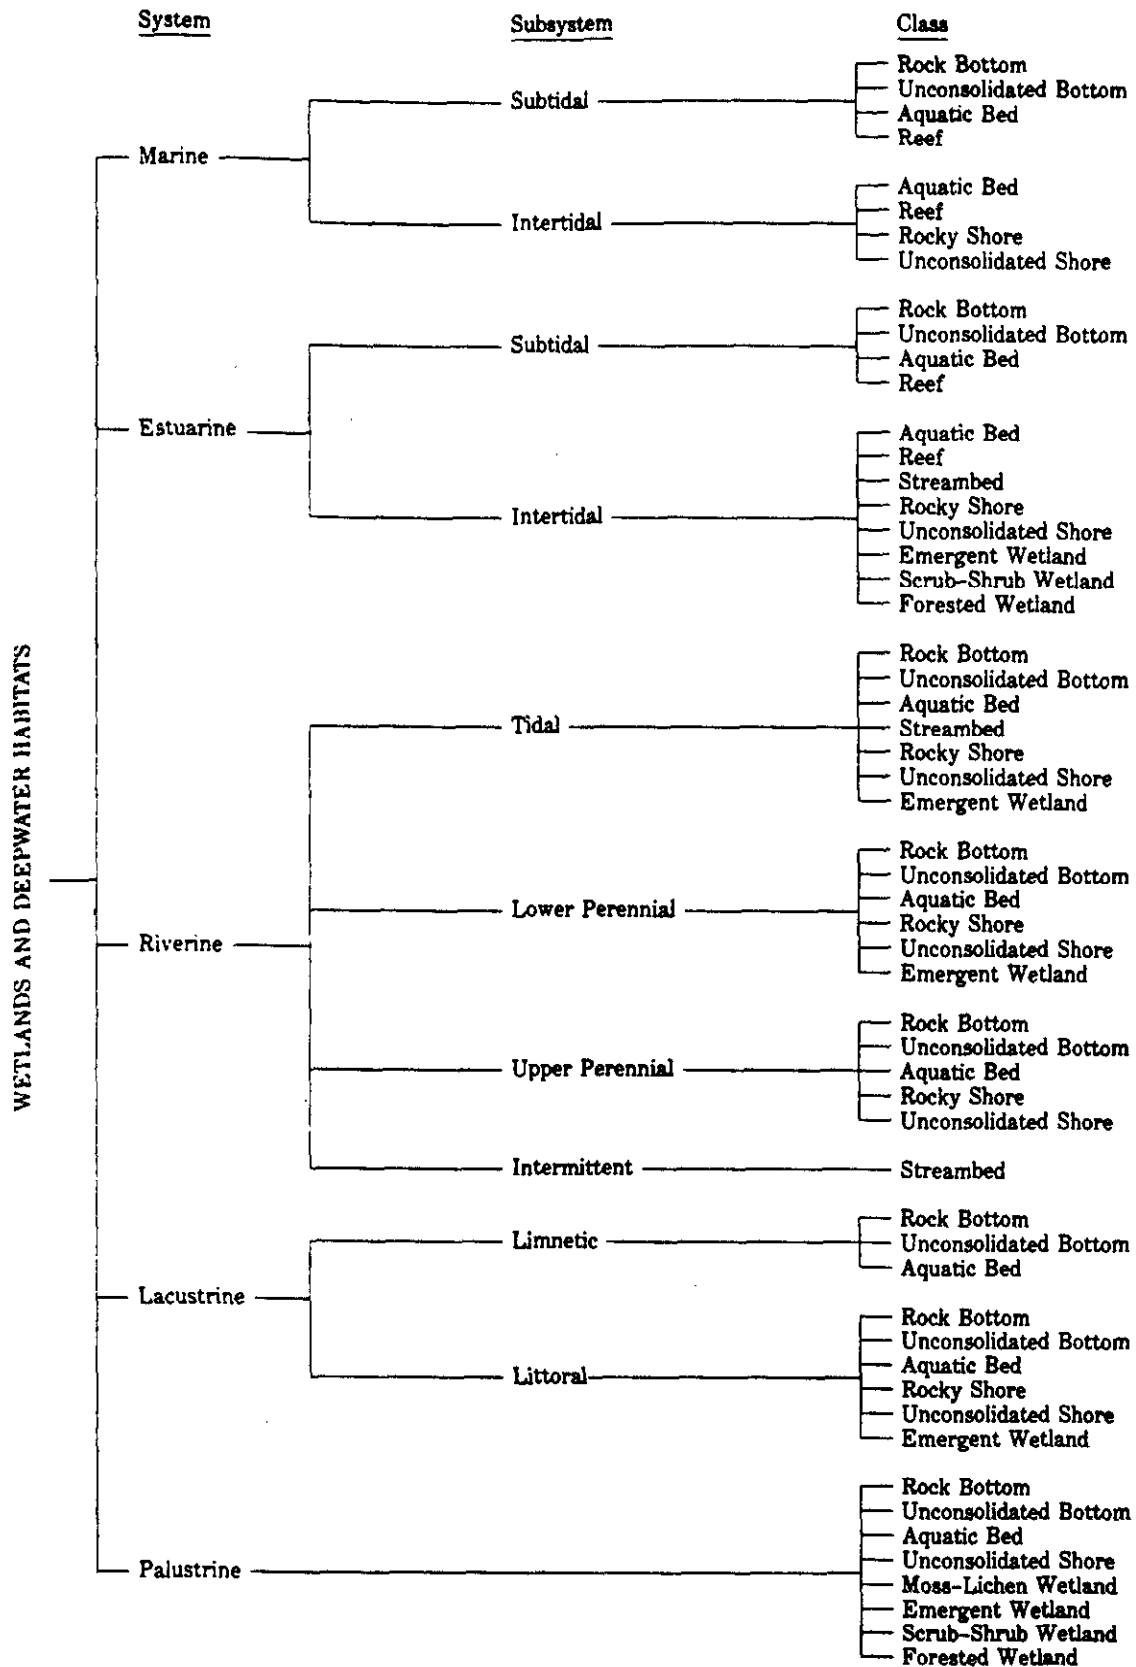 System Subsystem Class
WETLANDS AND DEEPWATER HABITATS
Marine
Subtidal
Rock Bottom
Unconsolidated Bottom
Aquatic Bed
Reef
Intertidal
Aquatic Bed
Reef
Rocky Shore
Unconsolidated Shore
Estuarine
Subtidal
Rock Bottom
Unconsolidated Bottom
Aquatic Bed
Reef
Intertidal
Aquatic Bed
Reef
Streambed
Rocky Shore
Unconsolidated Shore
Emergent Wetland
Scrub-Shrub Wetland
Forested Wetland
Riverine
Tidal
Rock Bottom
Unconsolidated Bottom
Aquatic Bed
Streambed
Rocky Shore
Unconsolidated Shore
Emergent Wetland
Lower Perennial
Rock Bottom
Unconsolidated Bottom
Aquatic Bed
Rocky Shore
Unconsolidated Shore
Emergent Wetland
Upper Perennial
Rock Bottom
Unconsolidated Bottom
Aquatic Bed
Rocky Shore
Unconsolidated Shore
Intermittent
Streambed
Lacustrine
Limnetic
Rock Bottom
Unconsolidated Bottom
Aquatic Bed
Littoral
Rock Bottom
Unconsolidated Bottom
Aquatic Bed
Rocky Shore
Unconsolidated Shore
Emergent Wetland
Palustrine
Rock Bottom
Unconsolidated Bottom
Aquatic Bed
Unconsolidated Shore
Moss-Lichen Wetland
Emergent Wetland
Scrub-Shrub Wetland
Forested Wetland